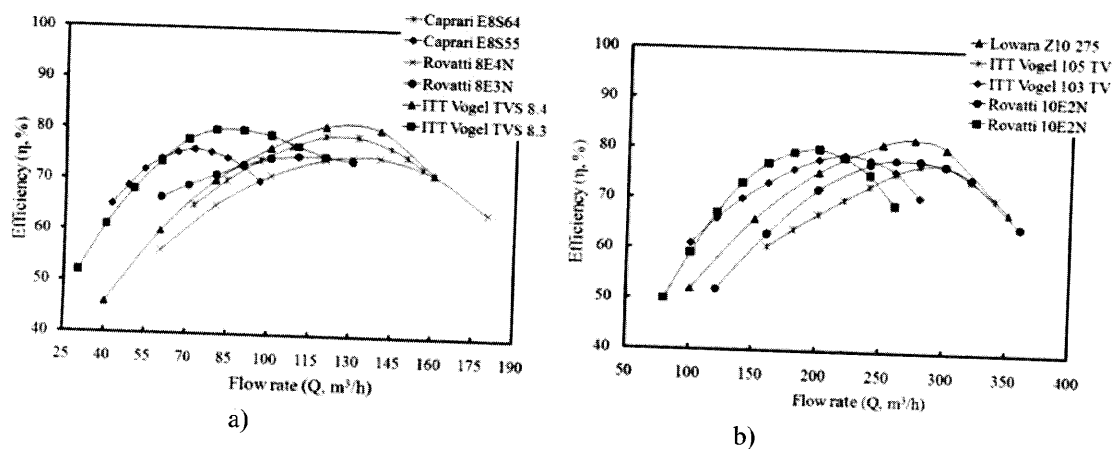 100
90
80
70
60
50
40
Efficiency (η, %)
25 40 55 70 85 100 115 130 145 160 175 190
Flow rate (Q, m³/h)
Caprari E8S64
Caprari E8S55
Rovatti 8E4N
Rovatti 8E3N
ITT Vogel TVS 8.4
ITT Vogel TVS 8.3
a)
100
90
80
70
60
50
40
Efficiency (η, %)
50 100 150 200 250 300 350 400
Flow rate (Q, m³/h)
Lowara Z10 275
ITT Vogel 105 TV
ITT Vogel 103 TV
Rovatti 10E2N
Rovatti 10E2N
b)